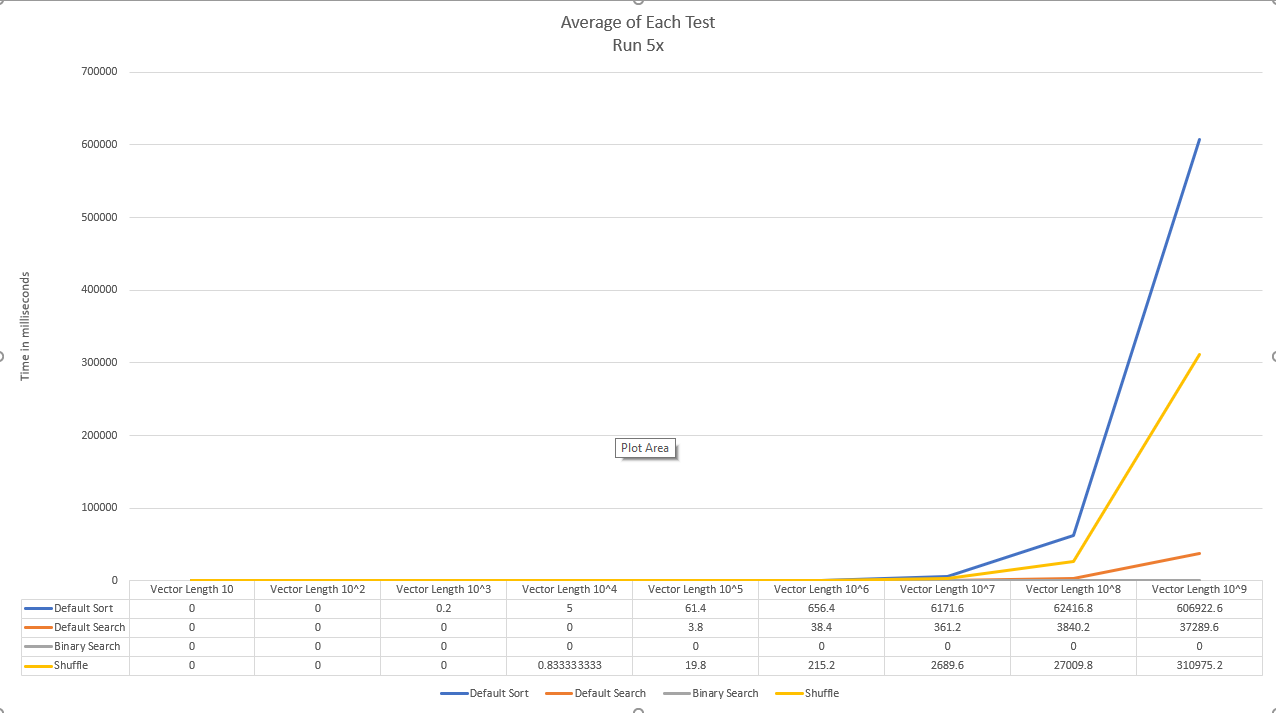 Average of Each Test
Run 5x
700000
600000
500000
400000
300000
200000
100000
0
Time in milliseconds
Plot Area
Vector Length 10 Vector Length 10^2 Vector Length 10^3 Vector Length 10^4 Vector Length 10^5 Vector Length 10^6 Vector Length 10^7 Vector Length 10^8 Vector Length 10^9
Default Sort 0 0 0.2 5 61.4 656.4 6171.6 62416.8 606922.6
Default Search 0 0 0 0 3.8 38.4 361.2 3840.2 37289.6
Binary Search 0 0 0 0 0 0 0 0 0
Shuffle 0 0 0 0.833333333 19.8 215.2 2689.6 27009.8 310975.2
Default Sort Default Search Binary Search Shuffle